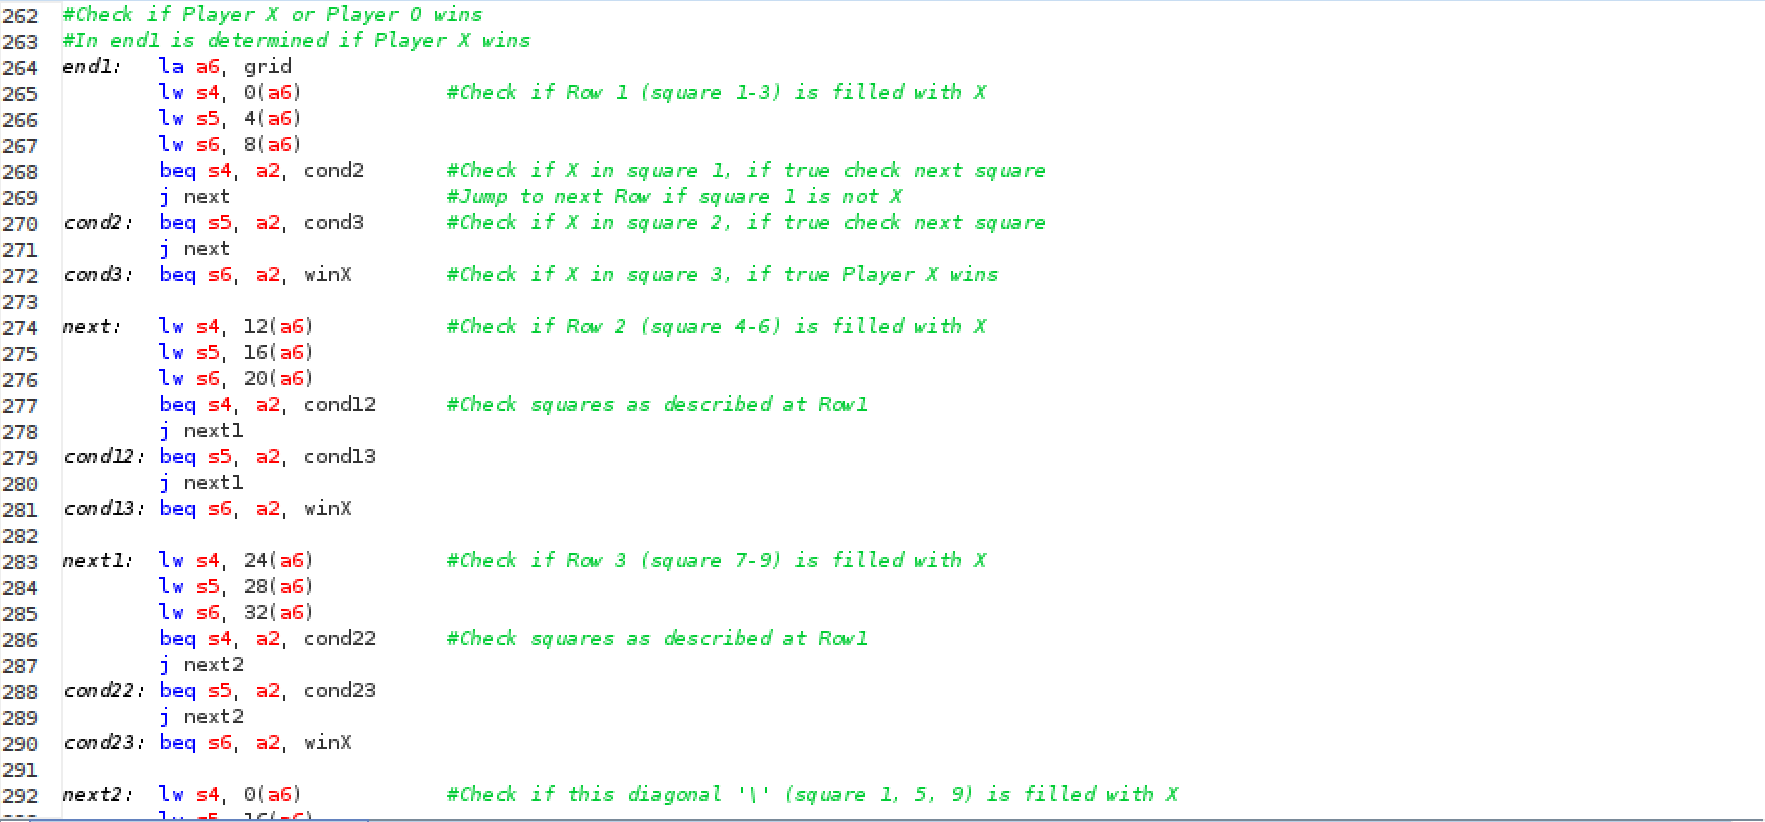 262 #Check if Player X or Player O wins
263 #In end1 is determined if Player X wins
264 end1: la a6, grid
265 lw s4, 0(a6) #Check if Row 1 (square 1-3) is filled with X
266 lw s5, 4(a6)
267 lw s6, 8(a6)
268 beq s4, a2, cond2 #Check if X in square 1, if true check next square
269 j next #Jump to next Row if square 1 is not X
270 cond2: beq s5, a2, cond3 #Check if X in square 2, if true check next square
271 j next
272 cond3: beq s6, a2, winX #Check if X in square 3, if true Player X wins
273
274 next: lw s4, 12(a6) #Check if Row 2 (square 4-6) is filled with X
275 lw s5, 16(a6)
276 lw s6, 20(a6)
277 beq s4, a2, cond12 #Check squares as described at Row1
278 j next1
279 cond12: beq s5, a2, cond13
280 j next1
281 cond13: beq s6, a2, winX
282
283 next1: lw s4, 24(a6) #Check if Row 3 (square 7-9) is filled with X
284 lw s5, 28(a6)
285 lw s6, 32(a6)
286 beq s4, a2, cond22 #Check squares as described at Row1
287 j next2
288 cond22: beq s5, a2, cond23
289 j next2
290 cond23: beq s6, a2, winX
291
292 next2: lw s4, 0(a6) #Check if this diagonal '\' (square 1, 5, 9) is filled with X